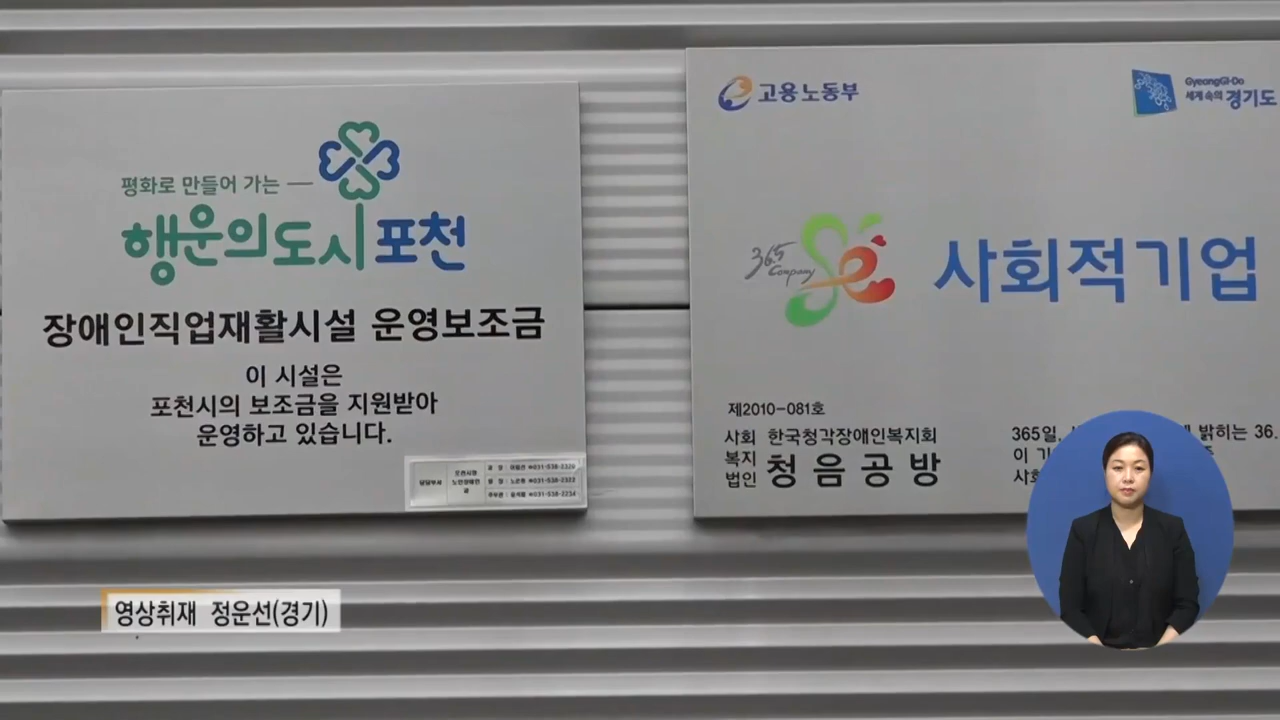 평화로 만들어 가는
행운의도시 포천
장애인직업재활시설 운영보조금
이 시설은
포천시의 보조금을 지원받아
운영하고 있습니다.
고용노동부
GyeongGi-Do
세계 속의 경기도
365
Company
사회적기업
제2010-081호
사회 복지 법인
한국청각장애인복지회
청음공방
365일,
밝히는 36.
이
영상취재 정운선(경기)